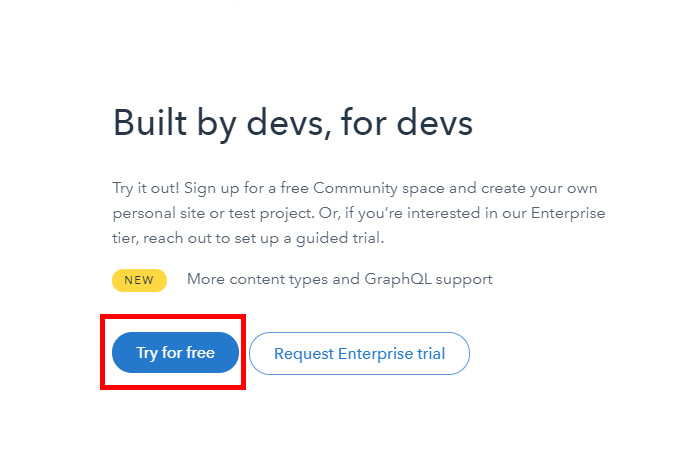 Built by devs, for devs
Try it out! Sign up for a free Community space and create your own
personal site or test project. Or, if you’re interested in our Enterprise
tier, reach out to set up a guided trial.
NEW More content types and GraphQL support
Try for free Request Enterprise trial